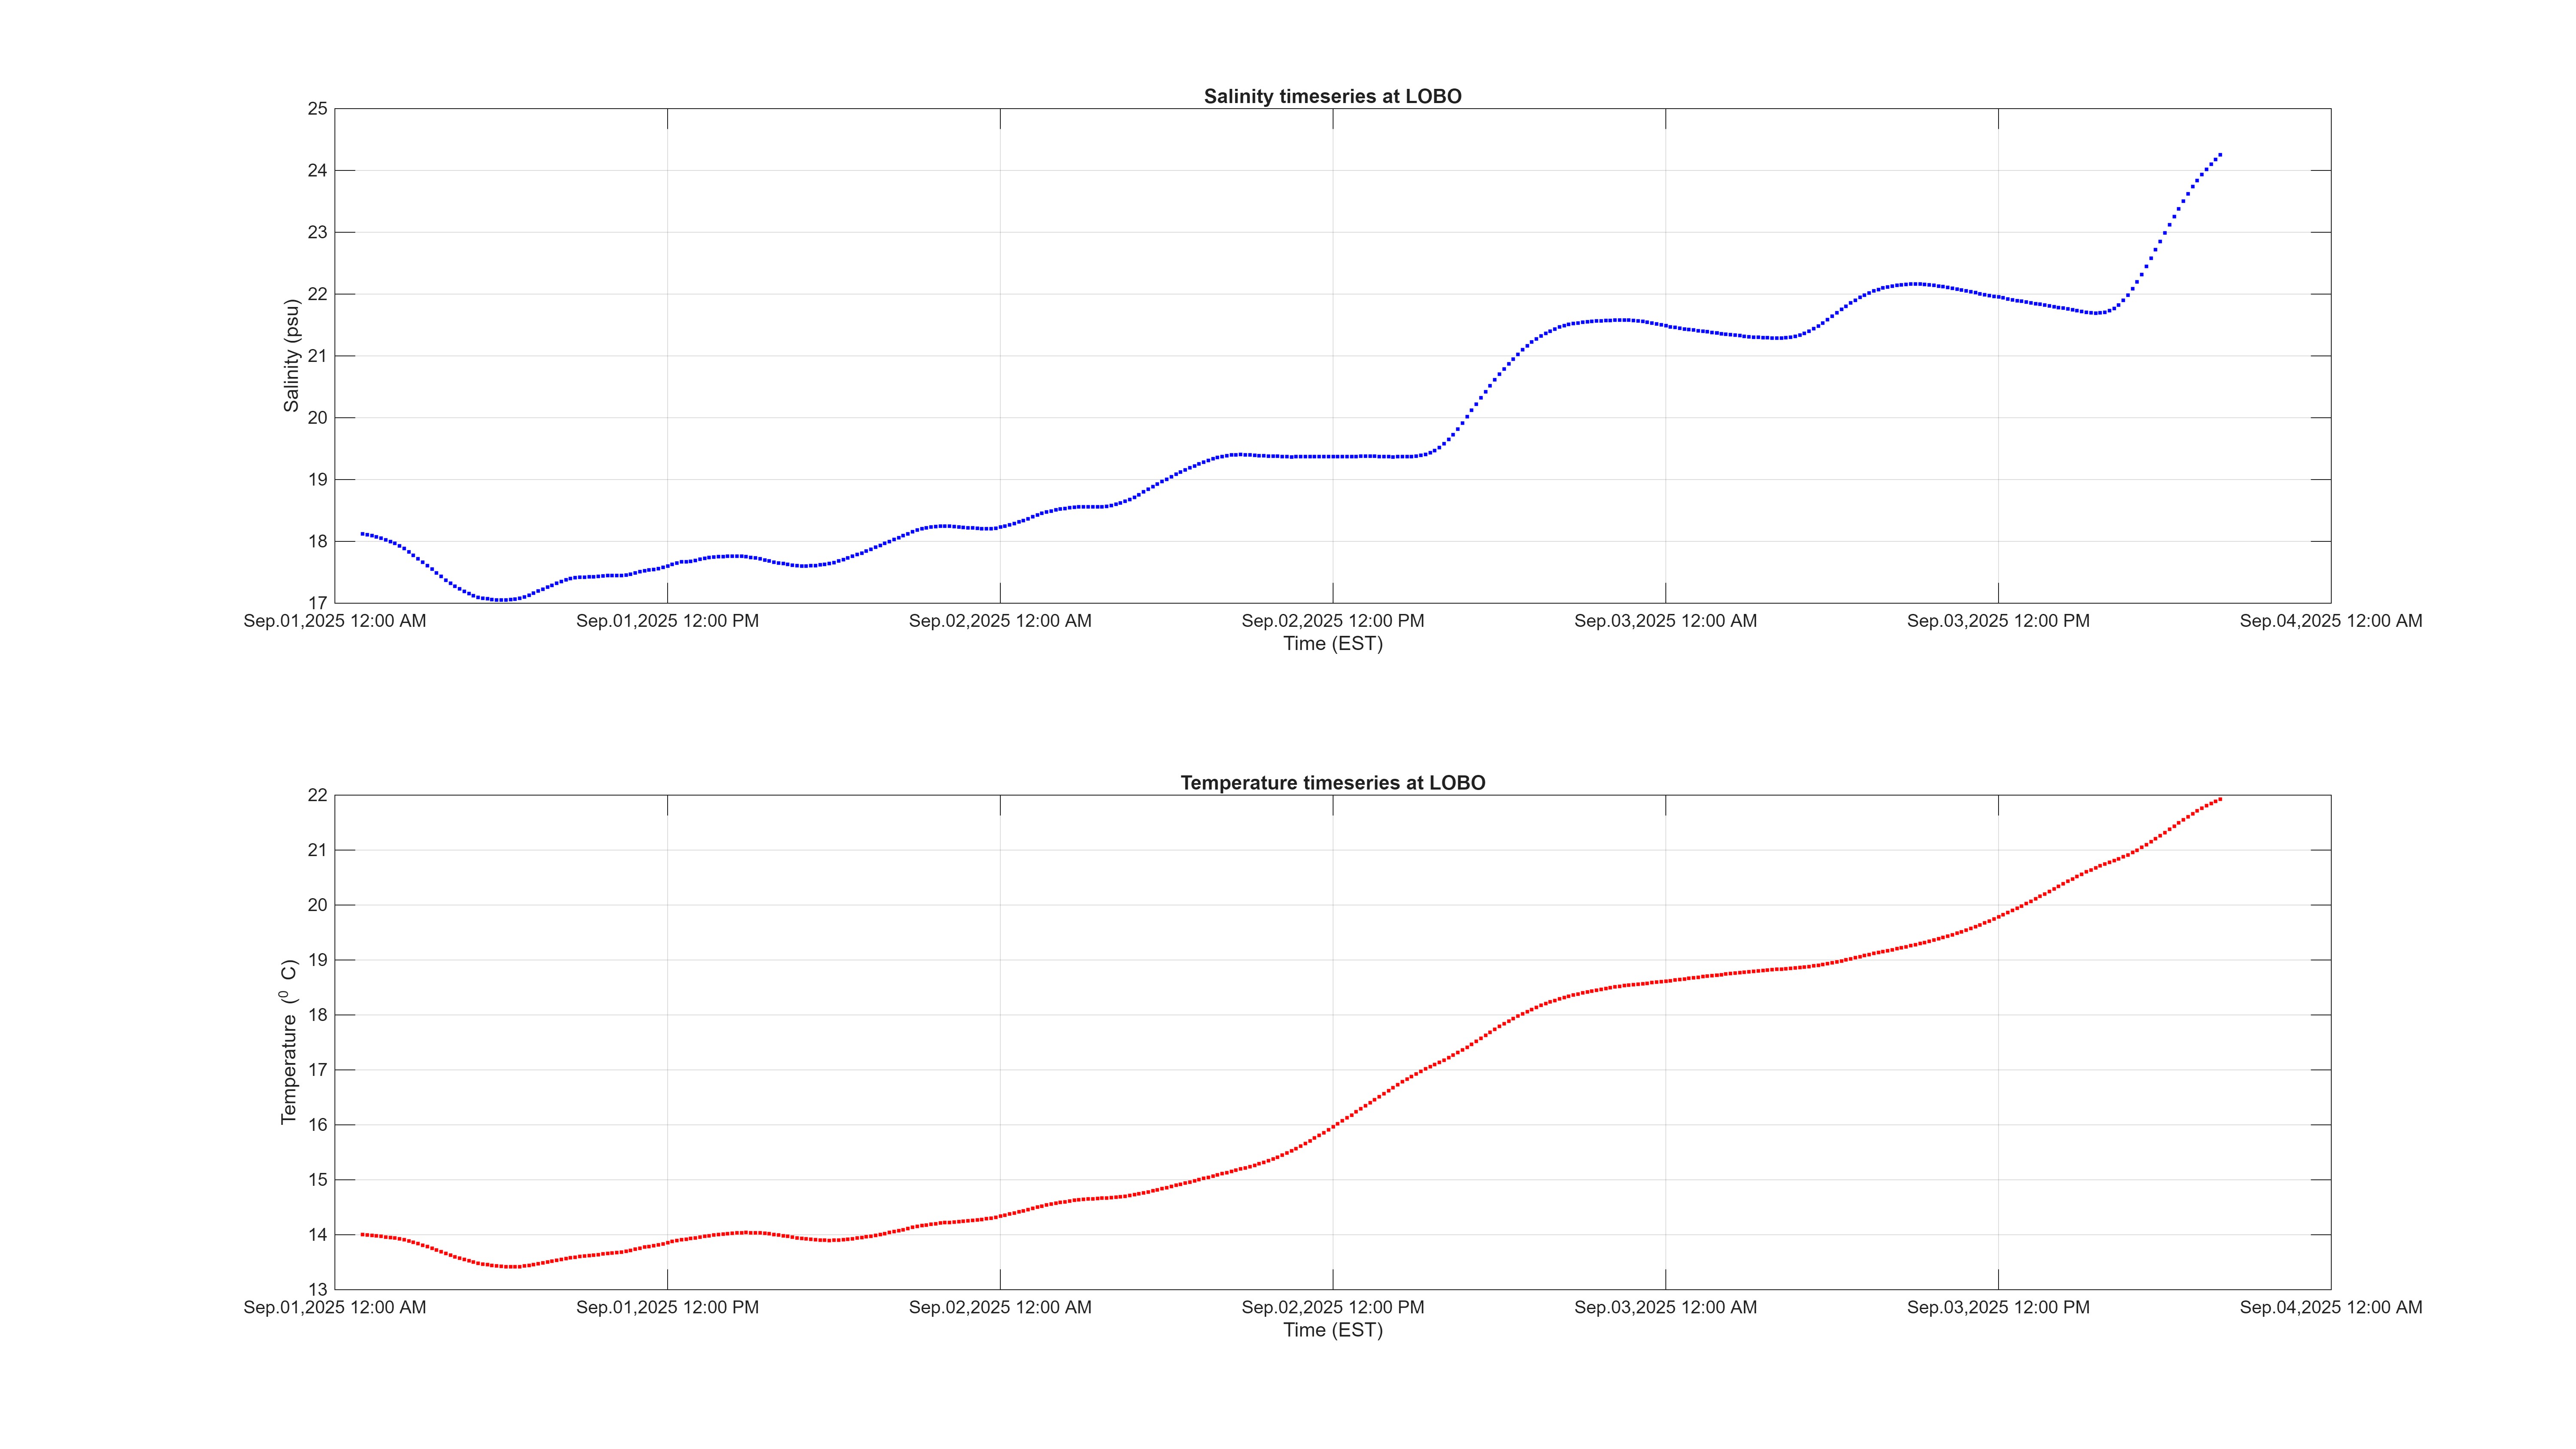 Salinity timeseries at LOBO
25
24
23
22
21
20
19
18
17
Salinity (psu)
Sep.01,2025 12:00 AM Sep.01,2025 12:00 PM Sep.02,2025 12:00 AM Sep.02,2025 12:00 PM Sep.03,2025 12:00 AM Sep.03,2025 12:00 PM Sep.04,2025 12:00 AM
Time (EST)
Temperature timeseries at LOBO
22
21
20
19
18
17
16
15
14
13
Temperature (⁰ C)
Sep.01,2025 12:00 AM Sep.01,2025 12:00 PM Sep.02,2025 12:00 AM Sep.02,2025 12:00 PM Sep.03,2025 12:00 AM Sep.03,2025 12:00 PM Sep.04,2025 12:00 AM
Time (EST)